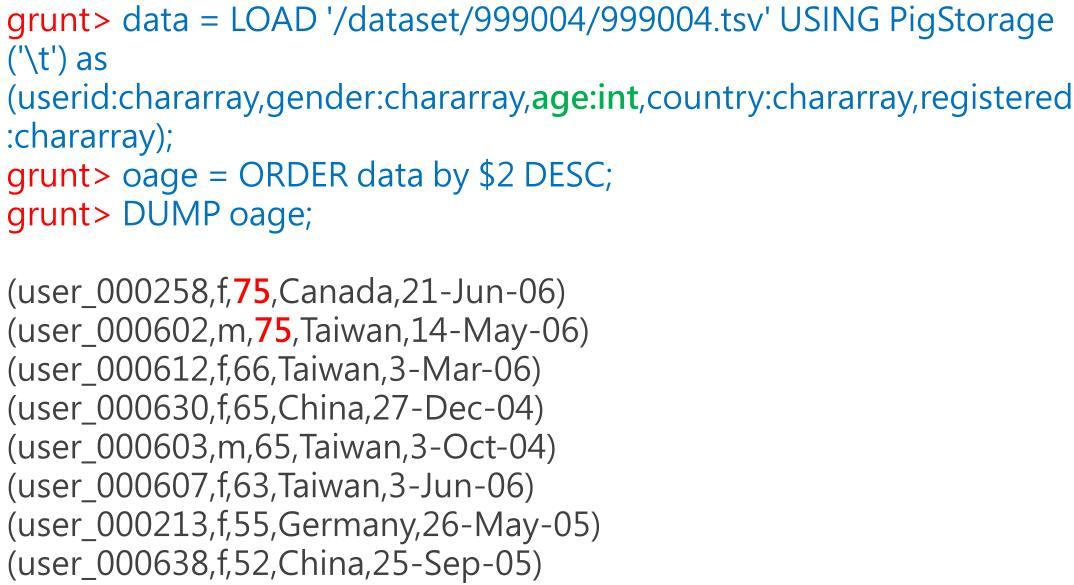 grunt> data = LOAD '/dataset/999004/999004.tsv' USING PigStorage
('\t') as
(userid:chararray,gender:chararray,age:int,country:chararray,registered
:chararray);
grunt> oage = ORDER data by $2 DESC;
grunt> DUMP oage;
(user_000258,f,75,Canada,21-Jun-06)
(user_000602,m,75,Taiwan,14-May-06)
(user_000612,f,66,Taiwan,3-Mar-06)
(user_000630,f,65,China,27-Dec-04)
(user_000603,m,65,Taiwan,3-Oct-04)
(user_000607,f,63,Taiwan,3-Jun-06)
(user_000213,f,55,Germany,26-May-05)
(user_000638,f,52,China,25-Sep-05)